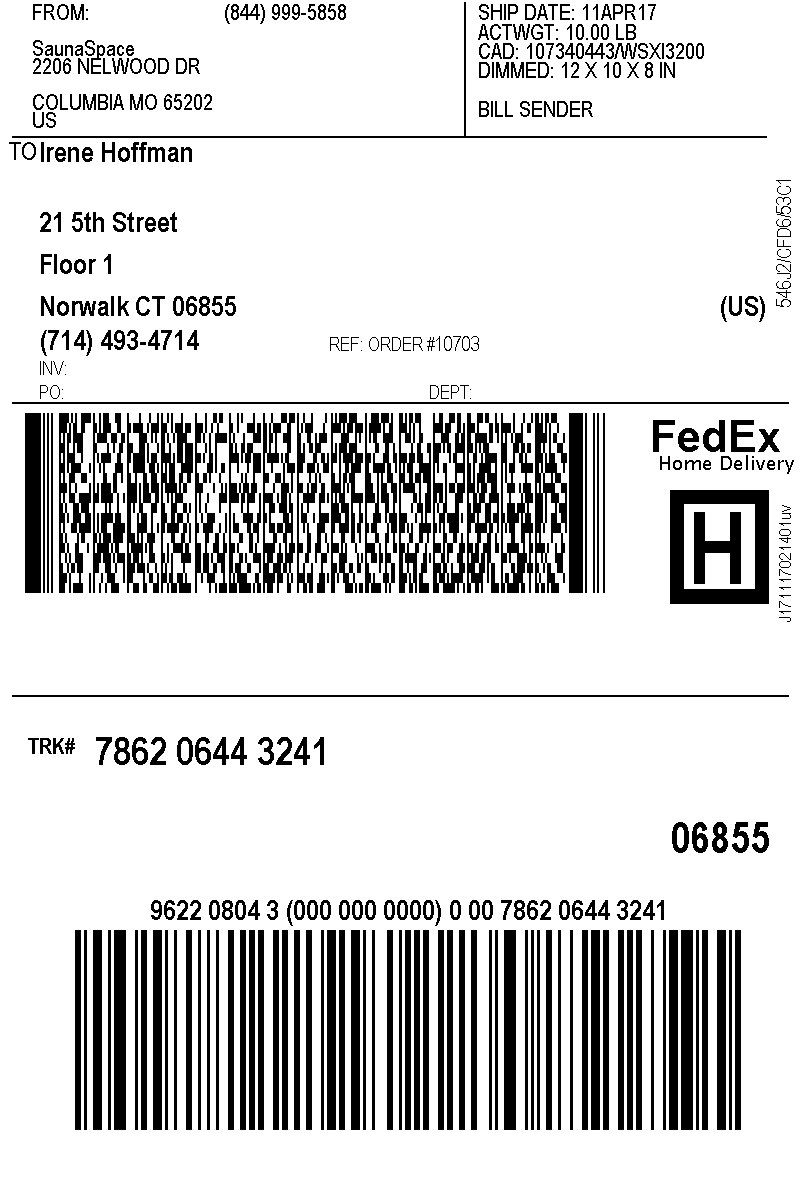 FROM: (844) 999-5858
SaunaSpace
2206 NELWOOD DR
COLUMBIA MO 65202
US
SHIP DATE: 11APR17
ACTWGT: 10.00 LB
CAD: 107340443/WSXI3200
DIMMED: 12 X 10 X 8 IN
BILL SENDER
TO Irene Hoffman
21 5th Street
Floor 1
Norwalk CT 06855 (US)
(714) 493-4714 REF: ORDER #10703
INV:
PO: DEPT:
546J2/CFD6/53C1
FedEx
Home Delivery
H
J171117021401uv
TRK# 7862 0644 3241
06855
9622 0804 3 (000 000 0000) 0 00 7862 0644 3241